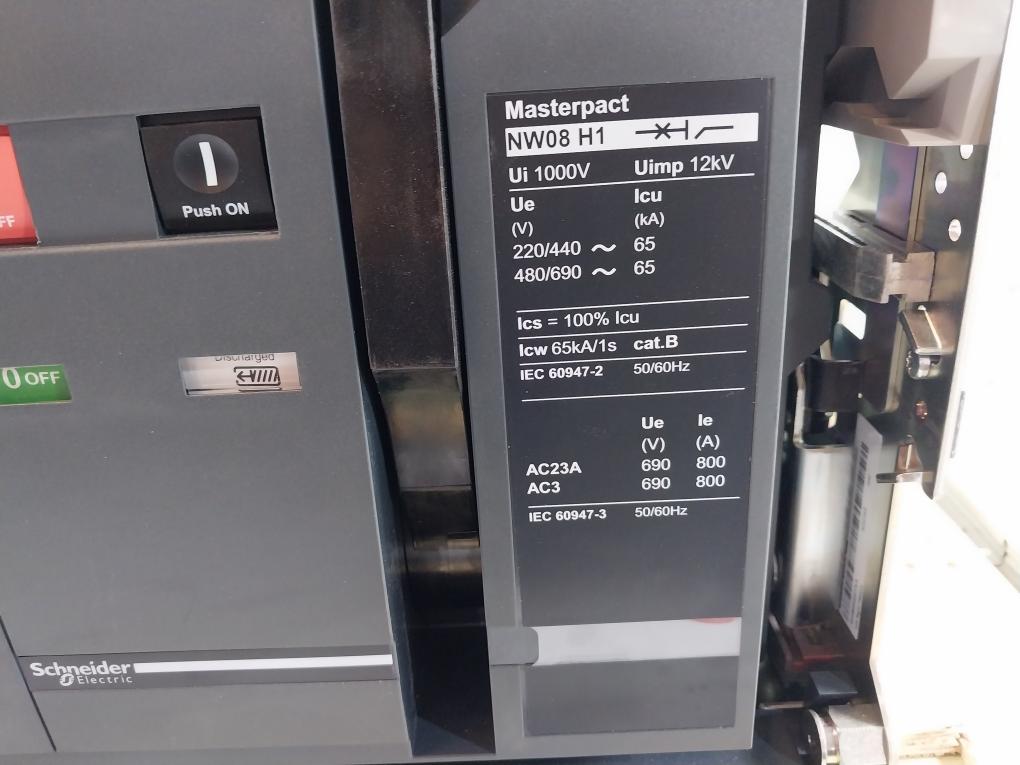 Masterpact
NW08 H1
Ui 1000V Uimp 12kV
Ue Icu
(V) (kA)
220/440 ~ 65
480/690 ~ 65
Ics = 100% Icu
Icw 65kA/1s cat.B
IEC 60947-2 50/60Hz
Ue Ie
(V) (A)
AC23A 690 800
AC3 690 800
IEC 60947-3 50/60Hz
I
Push ON
FF
Discharged
O OFF
Schneider
Electric